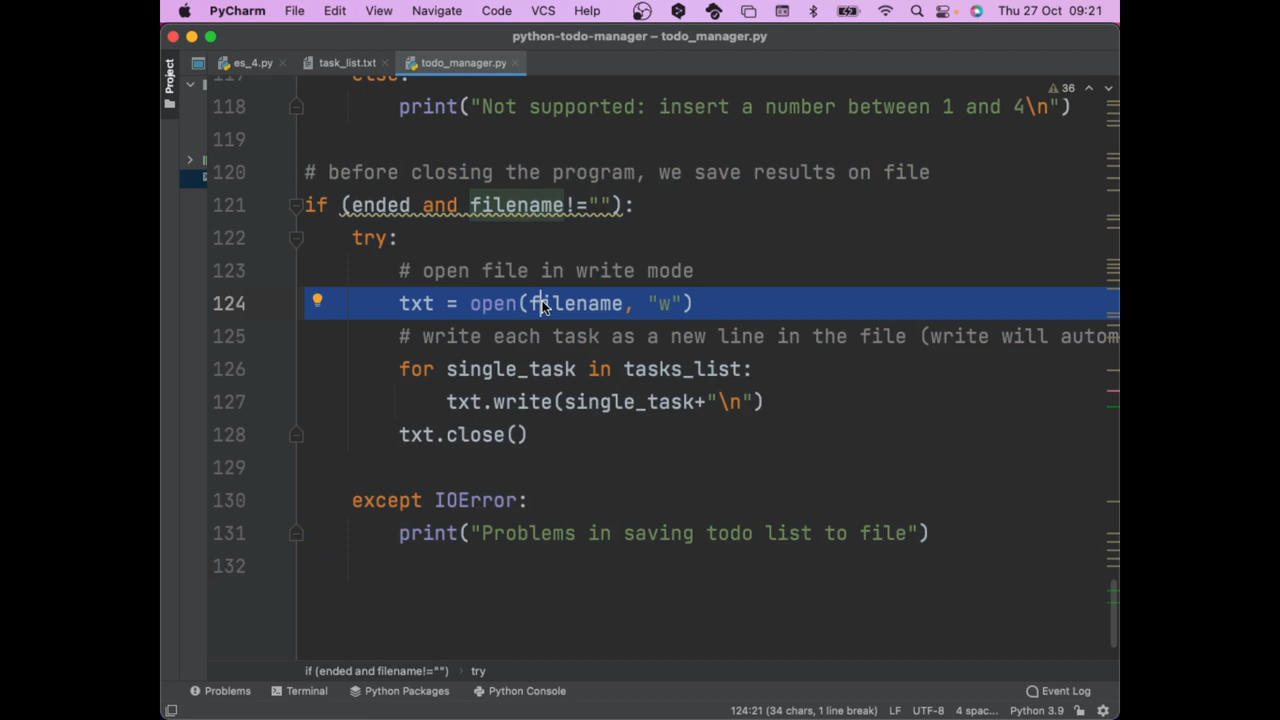 PyCharm File Edit View Navigate Code VCS Help Thu 27 Oct 09:21
python-todo-manager – todo_manager.py
Project
es_4.py task_list.txt todo_manager.py
117 else:
36
118 print("Not supported: insert a number between 1 and 4\n")
119
120 # before closing the program, we save results on file
121 if (ended and filename!=""):
122 try:
123 # open file in write mode
124 txt = open(filename, "w")
125 # write each task as a new line in the file (write will autom
126 for single_task in tasks_list:
127 txt.write(single_task+"\n")
128 txt.close()
129
130 except IOError:
131 print("Problems in saving todo list to file")
132
if (ended and filename!="") › try
Problems Terminal Python Packages Python Console Event Log
124:21 (34 chars, 1 line break) LF UTF-8 4 spac... Python 3.9